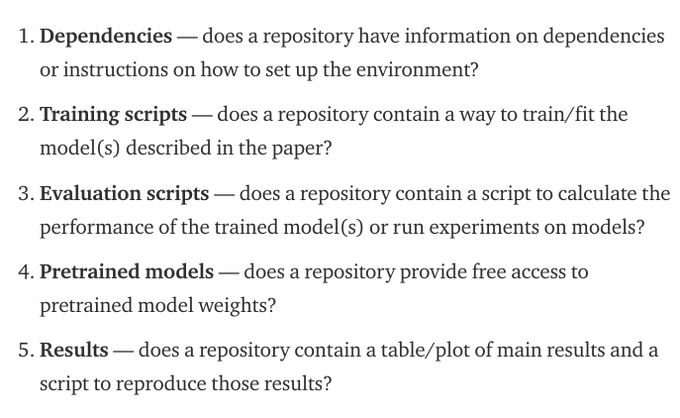 1. Dependencies — does a repository have information on dependencies
or instructions on how to set up the environment?
2. Training scripts — does a repository contain a way to train/fit the
model(s) described in the paper?
3. Evaluation scripts — does a repository contain a script to calculate the
performance of the trained model(s) or run experiments on models?
4. Pretrained models — does a repository provide free access to
pretrained model weights?
5. Results — does a repository contain a table/plot of main results and a
script to reproduce those results?